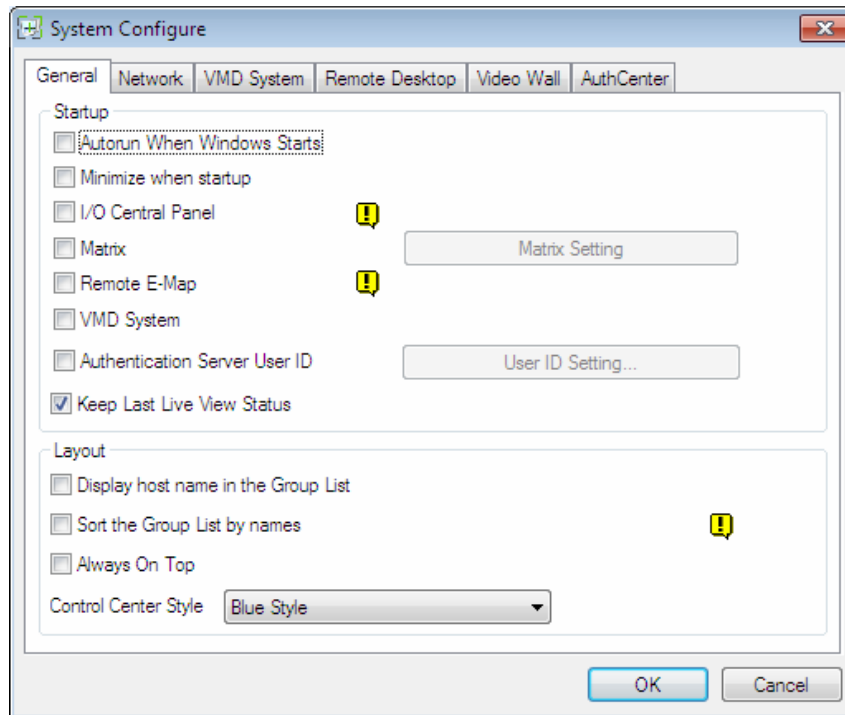 System Configure
General Network VMD System Remote Desktop Video Wall AuthCenter
Startup
Autorun When Windows Starts
Minimize when startup
I/O Central Panel !
Matrix Matrix Setting
Remote E-Map !
VMD System
Authentication Server User ID User ID Setting...
Keep Last Live View Status
Layout
Display host name in the Group List
Sort the Group List by names !
Always On Top
Control Center Style Blue Style
OK Cancel